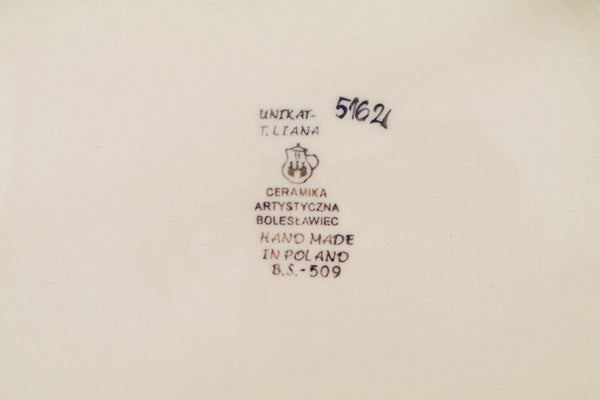 UNIKAT-
T. LIANA
5162
B
CERAMIKA
ARTYSTYCZNA
BOLESŁAWIEC
HAND MADE
IN POLAND
B.S.-509